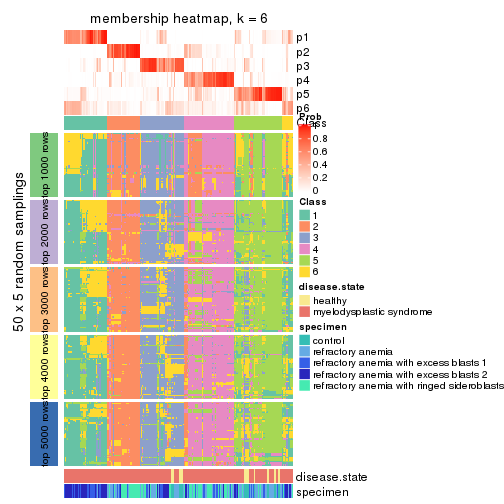 membership heatmap, k = 6
p1
p2
p3
p4
p5
p6
Class
Prob
1
0.8
0.6
0.4
0.2
0
Class
1
2
3
4
5
6
disease.state
healthy
myelodysplastic syndrome
specimen
control
refractory anemia
refractory anemia with excess blasts 1
refractory anemia with excess blasts 2
refractory anemia with ringed sideroblasts
50 x 5 random samplings
top 1000 rows
top 2000 rows
top 3000 rows
top 4000 rows
top 5000 rows
disease.state
specimen